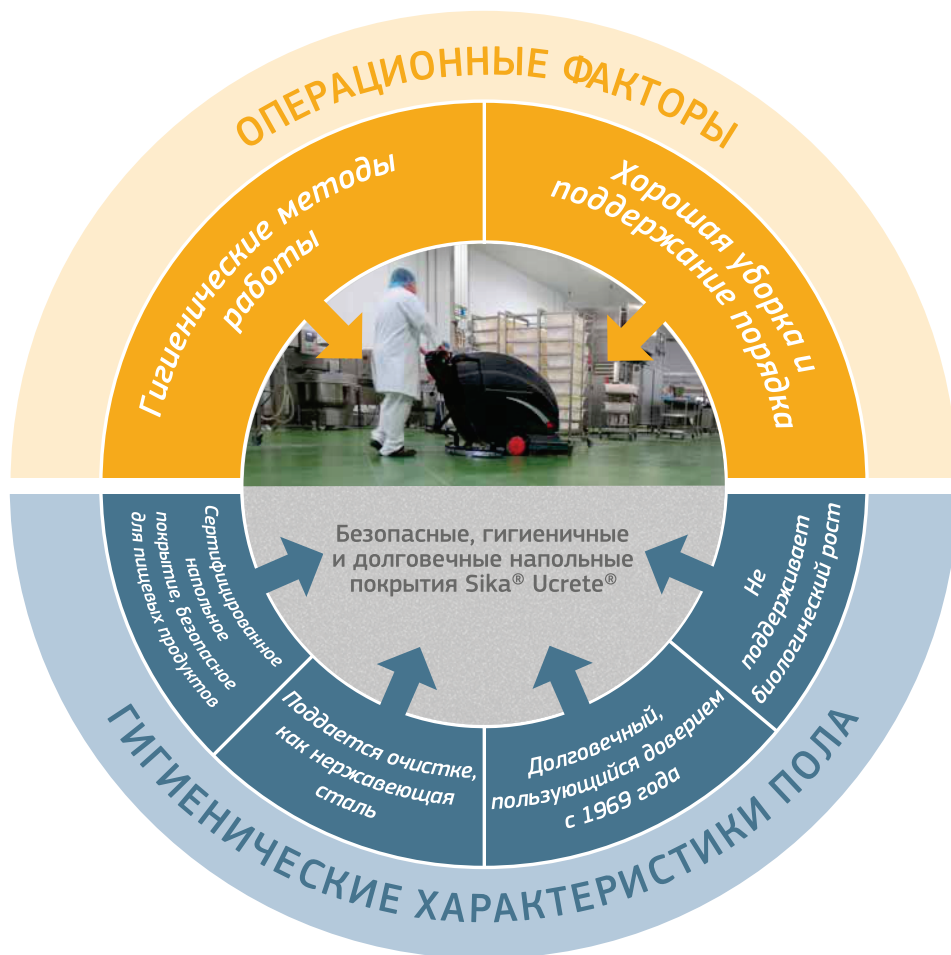 ОПЕРАЦИОННЫЕ ФАКТОРЫ
Гигиенические методы
работы
Хорошая уборка и
поддержание порядка
Безопасные, гигиеничные
и долговечные напольные
покрытия Sika® Ucrete®
Сертифицированное
напольное
покрытие, безопасное
для пищевых продуктов
Поддается очистке,
как нержавеющая
сталь
Долговечный,
пользующийся доверием
с 1969 года
Не
поддерживает
биологический рост
ГИГИЕНИЧЕСКИЕ ХАРАКТЕРИСТИКИ ПОЛА